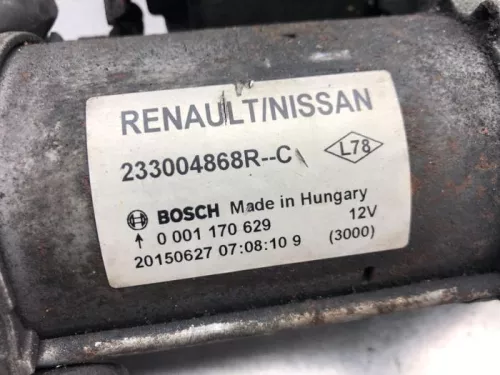 RENAULT/NISSAN
233004868R--C
L78
BOSCH Made in Hungary
0 001 170 629 12V
20150627 07:08:10 9 (3000)